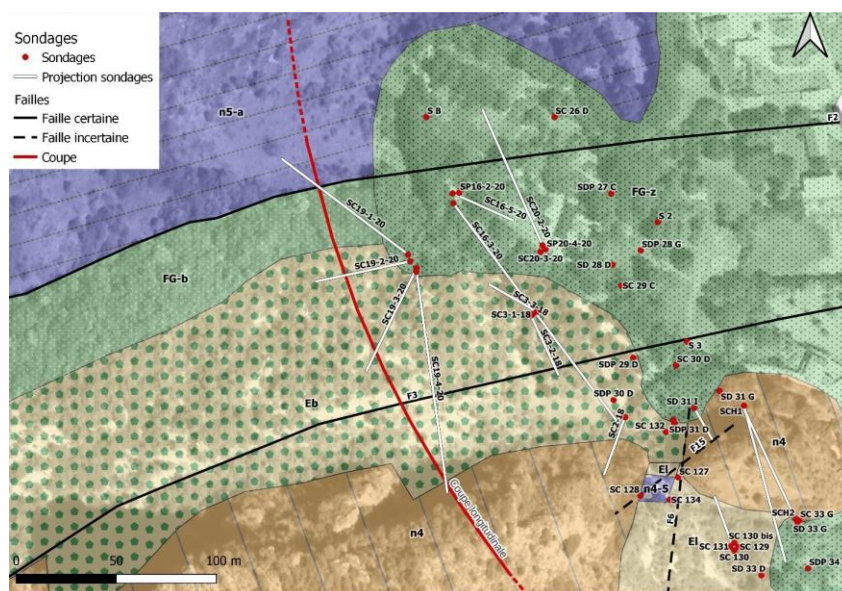 Sondages
Sondages
Projection sondages
Failles
Faille certaine
Faille incertaine
Coupe
n5-a
S 8
SC 26 D
F2
SP16-2-20
SC16-5-20
SC20-2-20
SDP 27 C
FG-z
S 2
SC19-1-20
SC16-3-20
SP20-4-20
SC20-3-20
SDP 28 G
SD 28 D
SC19-2-20
FG-b
SC 29 C
SC19-3-20
SC3-3-18
SC3-1-18
SC3-2-18
S 3
SC19-4-20
SDP 29 D
SC 30 D
Eb
F3
SDP 30 D
SD 31 G
SD 31 I
SCH1
SC2-18
SC 132
SDP 31 D
F15
n4
El
SC 127
Coupe longitudinale
SC 128
n4-5
SC 134
n4
F6
SCH2
SC 33 G
SD 33 G
El
SC 130 bis
SC 131
SC 129
SC 130
SDP 34
SD 33 D
0
50
100 m